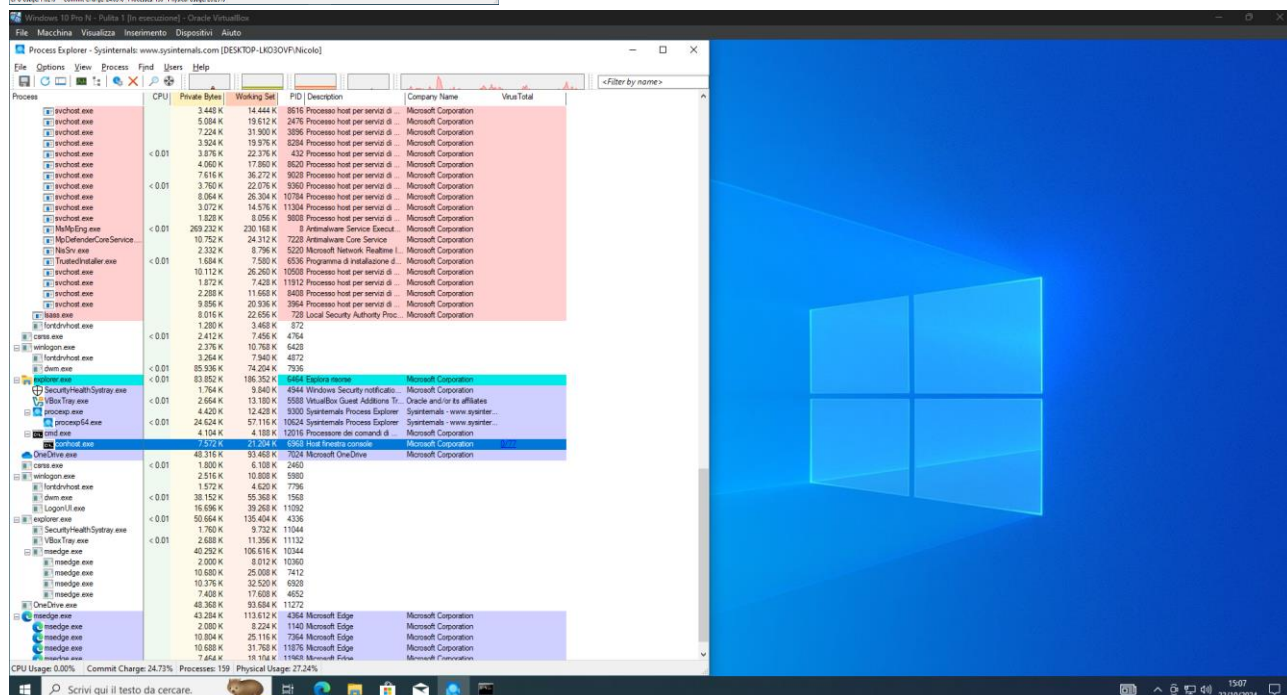 Windows 10 Pro N - Pulita 1 [In esecuzione] - Oracle VirtualBox
File Macchina Visualizza Inserimento Dispositivi Aiuto
Process Explorer - Sysinternals: www.sysinternals.com [DESKTOP-LKO3OVF\Nicolo]
File Options View Process Find Users Help
<Filter by name>
Process CPU Private Bytes Working Set PID Description Company Name VirusTotal
svchost.exe 3.448 K 14.444 K 8616 Processo host per servizi di ... Microsoft Corporation
svchost.exe 5.084 K 19.612 K 2476 Processo host per servizi di ... Microsoft Corporation
svchost.exe 7.224 K 31.900 K 3896 Processo host per servizi di ... Microsoft Corporation
svchost.exe 3.924 K 19.976 K 8284 Processo host per servizi di ... Microsoft Corporation
svchost.exe < 0.01 3.876 K 22.376 K 432 Processo host per servizi di ... Microsoft Corporation
svchost.exe 4.060 K 17.860 K 8620 Processo host per servizi di ... Microsoft Corporation
svchost.exe 7.616 K 36.272 K 9028 Processo host per servizi di ... Microsoft Corporation
svchost.exe < 0.01 3.760 K 22.076 K 9360 Processo host per servizi di ... Microsoft Corporation
svchost.exe 8.064 K 26.304 K 10784 Processo host per servizi di ... Microsoft Corporation
svchost.exe 3.072 K 14.576 K 11304 Processo host per servizi di ... Microsoft Corporation
svchost.exe 1.828 K 8.056 K 9808 Processo host per servizi di ... Microsoft Corporation
MsMpEng.exe < 0.01 269.232 K 230.168 K 8 Antimalware Service Execut... Microsoft Corporation
MpDefenderCoreService... 10.752 K 24.312 K 7228 Antimalware Core Service Microsoft Corporation
NisSrv.exe 2.332 K 8.796 K 5220 Microsoft Network Realtime I... Microsoft Corporation
TrustedInstaller.exe < 0.01 1.684 K 7.580 K 6536 Programma di installazione d... Microsoft Corporation
svchost.exe 10.112 K 26.260 K 10508 Processo host per servizi di ... Microsoft Corporation
svchost.exe 1.872 K 7.428 K 11912 Processo host per servizi di ... Microsoft Corporation
svchost.exe 2.288 K 11.668 K 8408 Processo host per servizi di ... Microsoft Corporation
svchost.exe 9.856 K 20.936 K 3964 Processo host per servizi di ... Microsoft Corporation
lsass.exe 8.016 K 22.656 K 728 Local Security Authority Proc... Microsoft Corporation
fontdrvhost.exe 1.280 K 3.468 K 872
csrss.exe < 0.01 2.412 K 7.456 K 4764
winlogon.exe 2.376 K 10.768 K 6428
fontdrvhost.exe 3.264 K 7.940 K 4872
dwm.exe < 0.01 85.936 K 74.204 K 7936
explorer.exe < 0.01 83.852 K 186.352 K 6464 Esplora risorse Microsoft Corporation
SecurityHealthSystray.exe 1.764 K 9.840 K 4944 Windows Security notificatio... Microsoft Corporation
VBoxTray.exe < 0.01 2.664 K 13.180 K 5588 VirtualBox Guest Additions Tr... Oracle and/or its affiliates
procexp.exe 4.420 K 12.428 K 9300 Sysinternals Process Explorer Sysinternals - www.sysinter...
procexp64.exe < 0.01 24.624 K 57.116 K 10624 Sysinternals Process Explorer Sysinternals - www.sysinter...
cmd.exe 4.104 K 4.188 K 12016 Processore dei comandi di ... Microsoft Corporation
conhost.exe 7.572 K 21.204 K 6968 Host finestra console Microsoft Corporation
OneDrive.exe 48.316 K 93.468 K 7024 Microsoft OneDrive Microsoft Corporation
csrss.exe < 0.01 1.800 K 6.108 K 2460
winlogon.exe 2.516 K 10.808 K 5980
fontdrvhost.exe 1.572 K 4.620 K 7796
dwm.exe < 0.01 38.152 K 55.368 K 1568
LogonUI.exe 16.696 K 39.268 K 11092
explorer.exe < 0.01 50.664 K 135.404 K 4336
SecurityHealthSystray.exe 1.760 K 9.732 K 11044
VBoxTray.exe < 0.01 2.688 K 11.356 K 11132
msedge.exe 40.292 K 106.616 K 10344
msedge.exe 2.000 K 8.012 K 10360
msedge.exe 10.680 K 25.008 K 7412
msedge.exe 10.376 K 32.520 K 6928
msedge.exe 7.408 K 17.608 K 4652
OneDrive.exe 48.368 K 93.684 K 11272
msedge.exe 43.284 K 113.612 K 4364 Microsoft Edge Microsoft Corporation
msedge.exe 2.080 K 8.224 K 1140 Microsoft Edge Microsoft Corporation
msedge.exe 10.804 K 25.116 K 7364 Microsoft Edge Microsoft Corporation
msedge.exe 10.688 K 31.768 K 11876 Microsoft Edge Microsoft Corporation
msedge.exe 7.464 K 18.104 K 11968 Microsoft Edge Microsoft Corporation
CPU Usage: 0.00% Commit Charge: 24.73% Processes: 159 Physical Usage: 27.24%
Scrivi qui il testo da cercare.
15:07